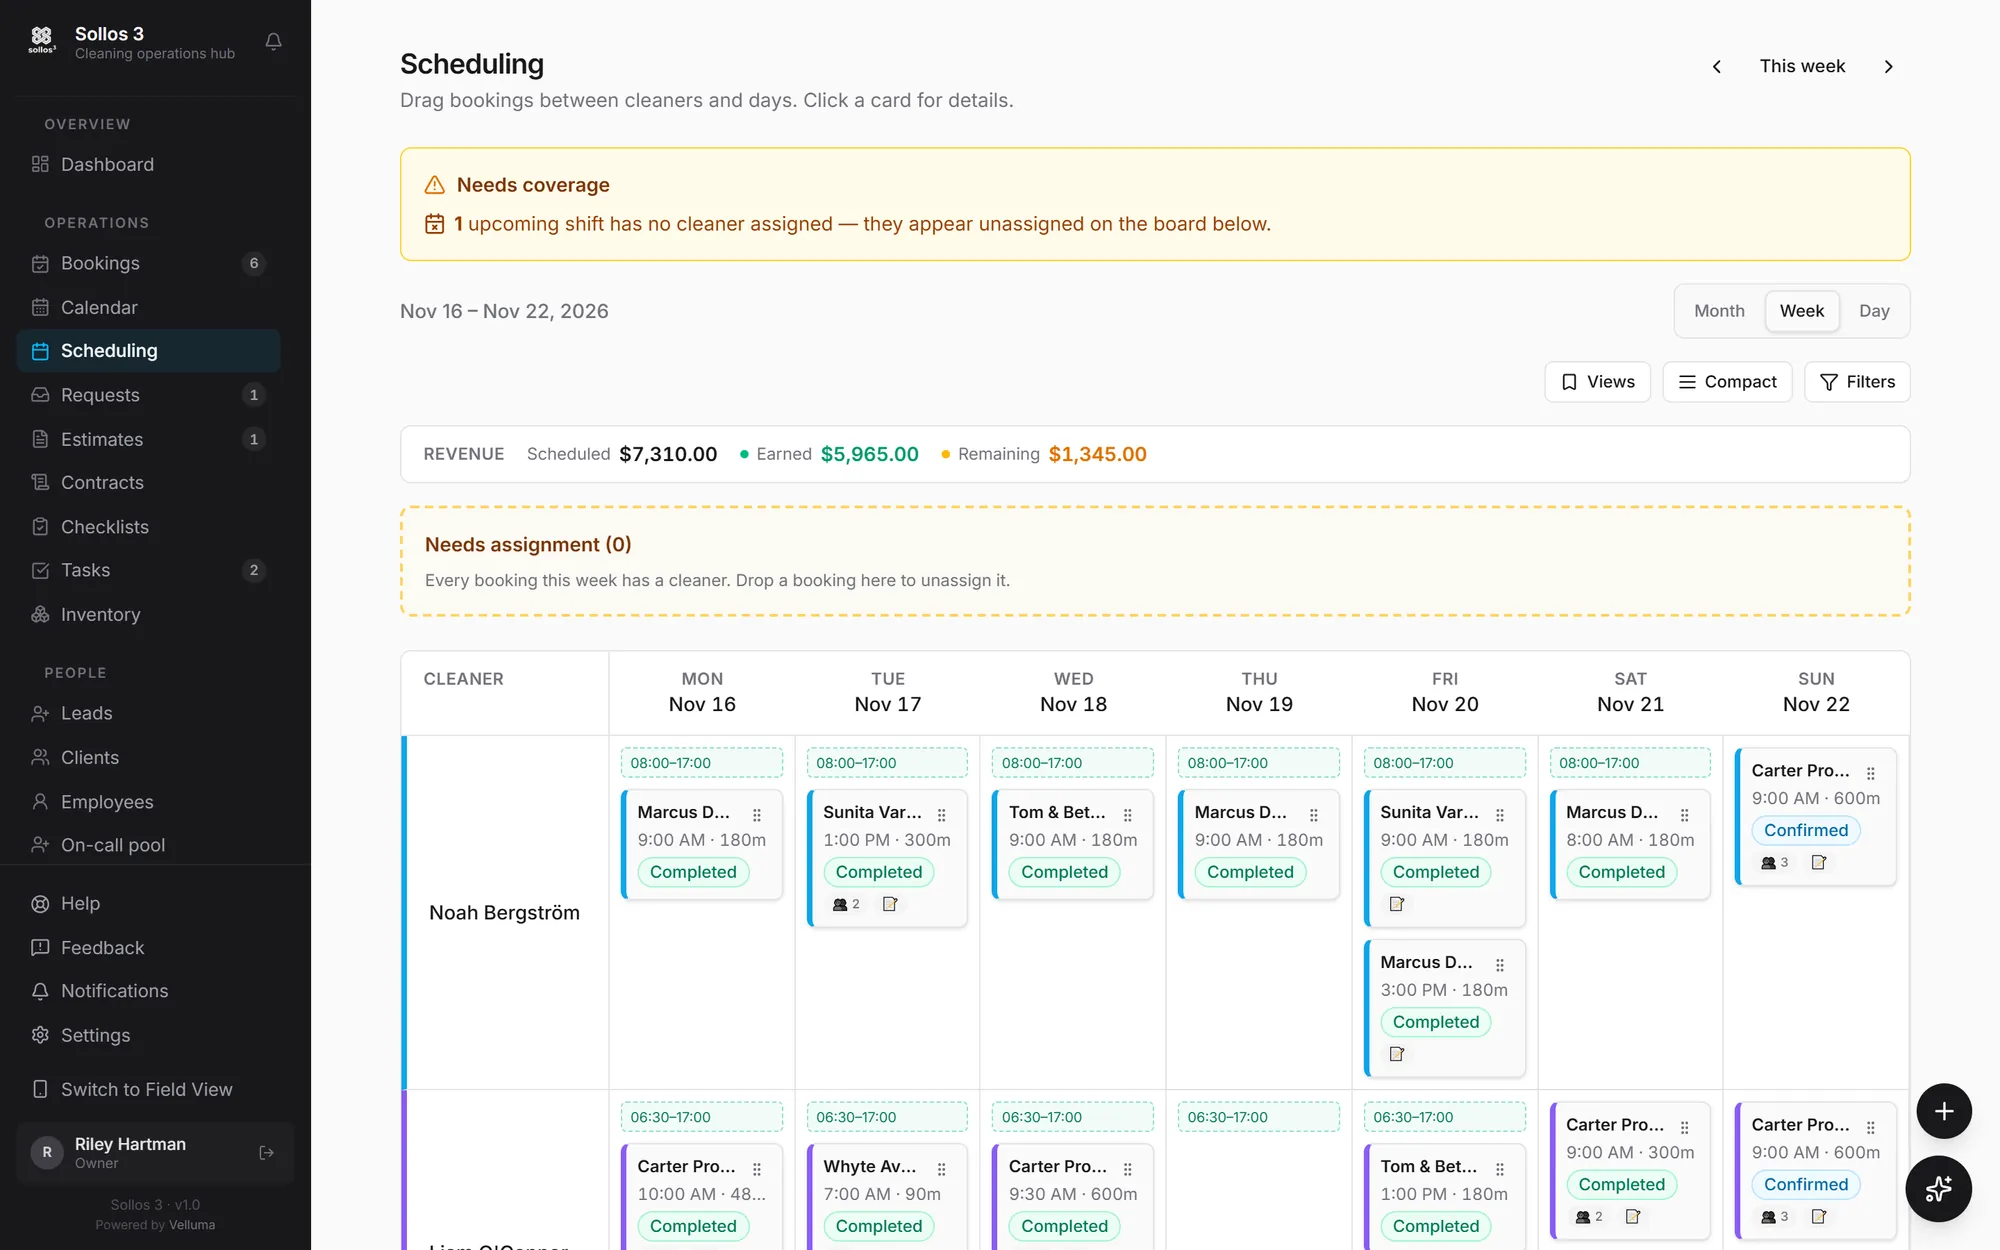 sollos³
Sollos 3
Cleaning operations hub
OVERVIEW
Dashboard
OPERATIONS
Bookings 6
Calendar
Scheduling
Requests 1
Estimates 1
Contracts
Checklists
Tasks 2
Inventory
PEOPLE
Leads
Clients
Employees
On-call pool
Help
Feedback
Notifications
Settings
Switch to Field View
R
Riley Hartman
Owner
Sollos 3 · v1.0
Powered by Velluma
Scheduling
Drag bookings between cleaners and days. Click a card for details.
This week
Needs coverage
1 upcoming shift has no cleaner assigned — they appear unassigned on the board below.
Nov 16 – Nov 22, 2026
Month Week Day
Views Compact Filters
REVENUE Scheduled $7,310.00 Earned $5,965.00 Remaining $1,345.00
Needs assignment (0)
Every booking this week has a cleaner. Drop a booking here to unassign it.
CLEANER
MON Nov 16
TUE Nov 17
WED Nov 18
THU Nov 19
FRI Nov 20
SAT Nov 21
SUN Nov 22
Noah Bergström
08:00–17:00
Marcus D...
9:00 AM · 180m
Completed
08:00–17:00
Sunita Var...
1:00 PM · 300m
Completed
2
08:00–17:00
Tom & Bet...
9:00 AM · 180m
Completed
08:00–17:00
Marcus D...
9:00 AM · 180m
Completed
08:00–17:00
Sunita Var...
9:00 AM · 180m
Completed
Marcus D...
3:00 PM · 180m
Completed
08:00–17:00
Marcus D...
8:00 AM · 180m
Completed
Carter Pro...
9:00 AM · 600m
Confirmed
3
06:30–17:00
Carter Pro...
10:00 AM · 48...
Completed
06:30–17:00
Whyte Av...
7:00 AM · 90m
Completed
06:30–17:00
Carter Pro...
9:30 AM · 600m
Completed
06:30–17:00
06:30–17:00
Tom & Bet...
1:00 PM · 180m
Completed
Carter Pro...
9:00 AM · 300m
Completed
2
Carter Pro...
9:00 AM · 600m
Confirmed
3